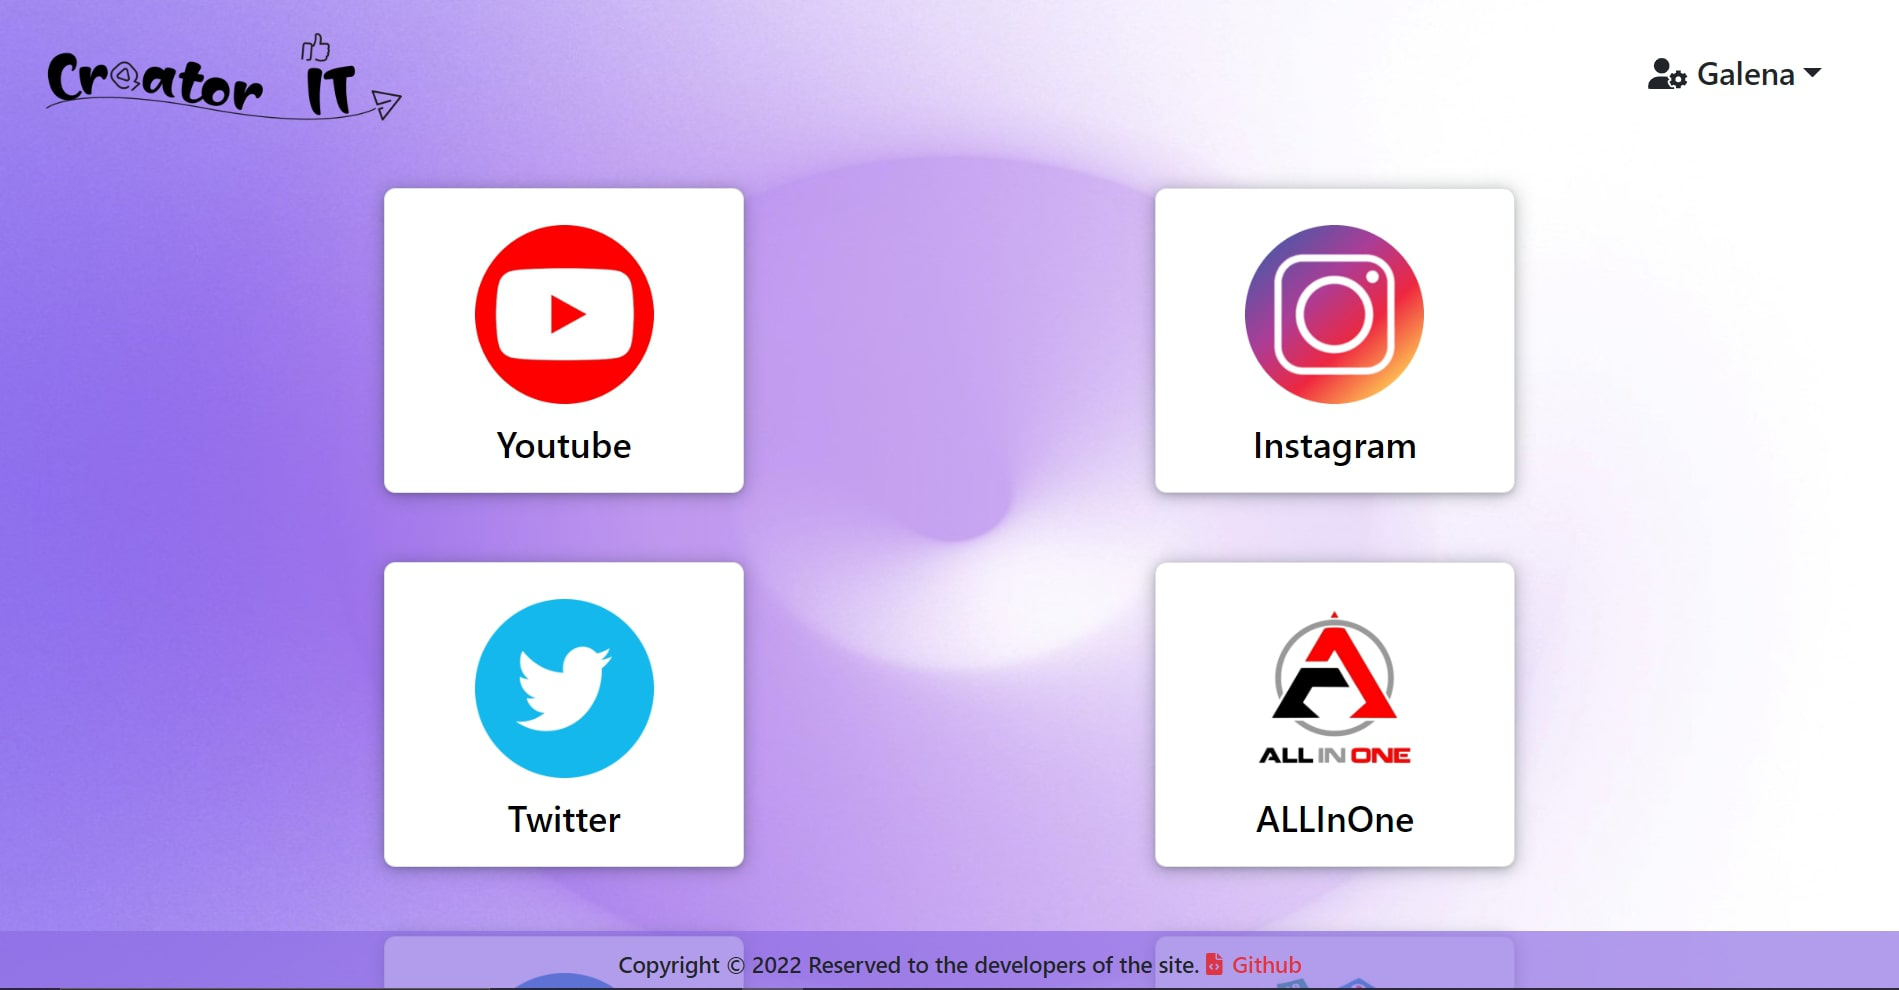 Creator IT
Galena
Youtube
Instagram
ALL IN ONE
Twitter
ALLInOne
Copyright © 2022 Reserved to the developers of the site. Github